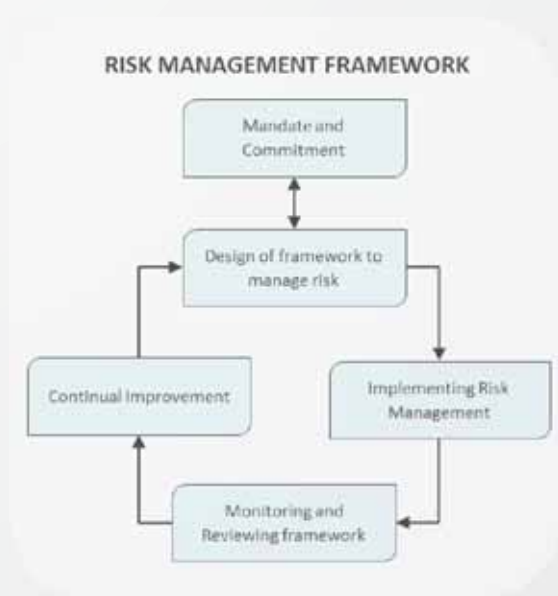 RISK MANAGEMENT FRAMEWORK
Mandate and
Commitment
Design of framework to
manage risk
Continual Improvement
Implementing Risk
Management
Monitoring and
Reviewing framework